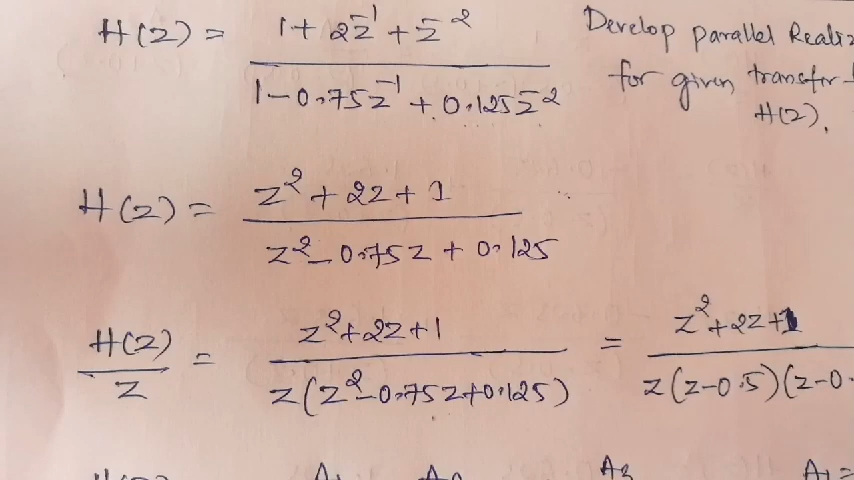 H(z) = 1 + 2z⁻¹ + z⁻² / 1 - 0.75z⁻¹ + 0.125z⁻²
Develop parallel
for given transfer
H(z).
H(z) = z² + 2z + 1 / z² - 0.75z + 0.125
H(z)/z = z² + 2z + 1 / z(z² - 0.75z + 0.125) = z² + 2z + 1 / z(z - 0.5)(z - 0.